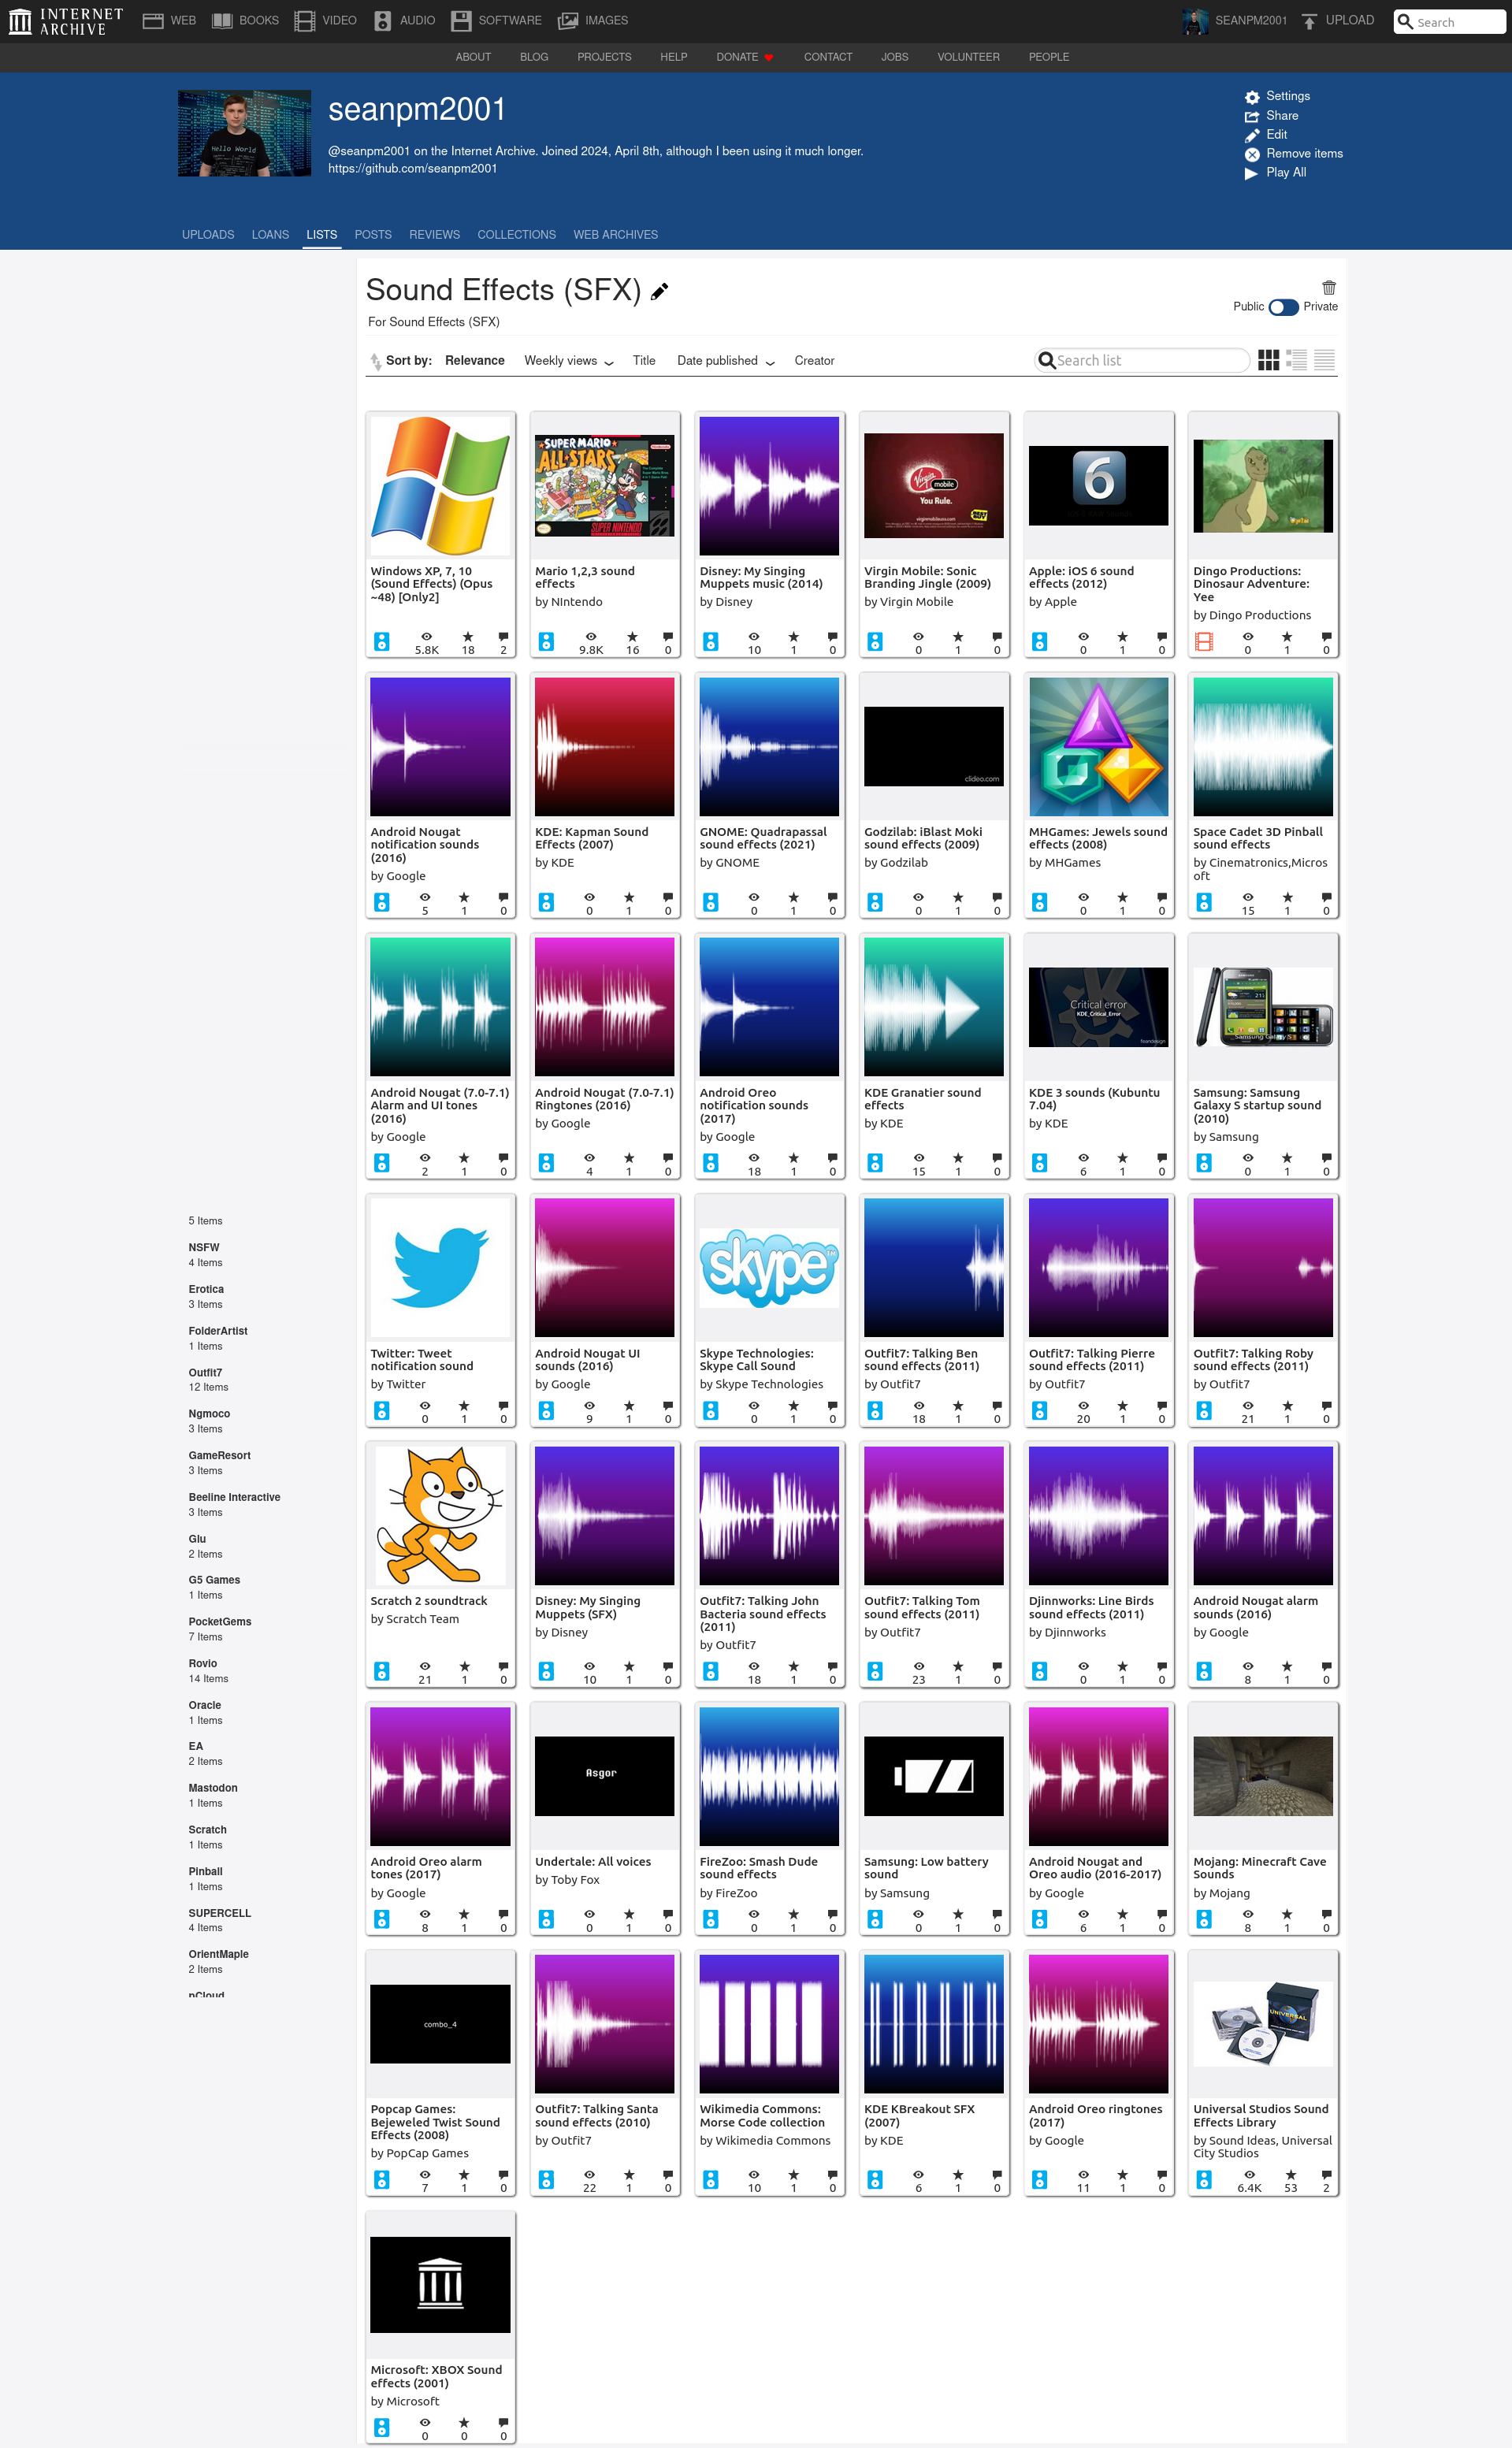 INTERNET ARCHIVE
WEB
BOOKS
VIDEO
AUDIO
SOFTWARE
IMAGES
SEANPM2001
UPLOAD
Search
ABOUT
BLOG
PROJECTS
HELP
DONATE
CONTACT
JOBS
VOLUNTEER
PEOPLE
Hello World
seanpm2001
@seanpm2001 on the Internet Archive. Joined 2024, April 8th, although I been using it much longer.
https://github.com/seanpm2001
Settings
Share
Edit
Remove items
Play All
UPLOADS
LOANS
LISTS
POSTS
REVIEWS
COLLECTIONS
WEB ARCHIVES
Sound Effects (SFX)
For Sound Effects (SFX)
Public
Private
Sort by:
Relevance
Weekly views
Title
Date published
Creator
Search list
5 Items
NSFW
4 Items
Erotica
3 Items
FolderArtist
1 Items
Outfit7
12 Items
Ngmoco
3 Items
GameResort
3 Items
Beeline Interactive
3 Items
Glu
2 Items
G5 Games
1 Items
PocketGems
7 Items
Rovio
14 Items
Oracle
1 Items
EA
2 Items
Mastodon
1 Items
Scratch
1 Items
Pinball
1 Items
SUPERCELL
4 Items
OrientMaple
2 Items
pCloud
Windows XP, 7, 10
(Sound Effects) (Opus
~48) [Only2]
5.8K 18 2
SUPER MARIO
ALL-STARS
SUPER NINTENDO
Mario 1,2,3 sound
effects
by NIntendo
9.8K 16 0
Disney: My Singing
Muppets music (2014)
by Disney
10 1 0
Virgin
mobile
You Rule.
virginmobileusa.com
BUY
Virgin Mobile: Sonic
Branding Jingle (2009)
by Virgin Mobile
0 1 0
6
Apple: iOS 6 sound
effects (2012)
by Apple
0 1 0
Dingo Productions:
Dinosaur Adventure:
Yee
by Dingo Productions
0 1 0
Android Nougat
notification sounds
(2016)
by Google
5 1 0
KDE: Kapman Sound
Effects (2007)
by KDE
0 1 0
GNOME: Quadrapassal
sound effects (2021)
by GNOME
0 1 0
clideo.com
Godzilab: iBlast Moki
sound effects (2009)
by Godzilab
0 1 0
MHGames: Jewels sound
effects (2008)
by MHGames
0 1 0
Space Cadet 3D Pinball
sound effects
by Cinematronics,Micros
oft
15 1 0
Android Nougat (7.0-7.1)
Alarm and UI tones
(2016)
by Google
2 1 0
Android Nougat (7.0-7.1)
Ringtones (2016)
by Google
4 1 0
Android Oreo
notification sounds
(2017)
by Google
18 1 0
KDE Granatier sound
effects
by KDE
15 1 0
Critical error
KDE_Critical_Error
KDE 3 sounds (Kubuntu
7.04)
by KDE
6 1 0
Samsung Galaxy S
Samsung: Samsung
Galaxy S startup sound
(2010)
by Samsung
0 1 0
Twitter: Tweet
notification sound
by Twitter
0 1 0
Android Nougat UI
sounds (2016)
by Google
9 1 0
skype TM
Skype Technologies:
Skype Call Sound
by Skype Technologies
0 1 0
Outfit7: Talking Ben
sound effects (2011)
by Outfit7
18 1 0
Outfit7: Talking Pierre
sound effects (2011)
by Outfit7
20 1 0
Outfit7: Talking Roby
sound effects (2011)
by Outfit7
21 1 0
Scratch 2 soundtrack
by Scratch Team
21 1 0
Disney: My Singing
Muppets (SFX)
by Disney
10 1 0
Outfit7: Talking John
Bacteria sound effects
(2011)
by Outfit7
18 1 0
Outfit7: Talking Tom
sound effects (2011)
by Outfit7
23 1 0
Djinnworks: Line Birds
sound effects (2011)
by Djinnworks
0 1 0
Android Nougat alarm
sounds (2016)
by Google
8 1 0
Android Oreo alarm
tones (2017)
by Google
8 1 0
Asgor
Undertale: All voices
by Toby Fox
0 1 0
FireZoo: Smash Dude
sound effects
by FireZoo
0 1 0
Samsung: Low battery
sound
by Samsung
0 1 0
Android Nougat and
Oreo audio (2016-2017)
by Google
6 1 0
Mojang: Minecraft Cave
Sounds
by Mojang
8 1 0
combo_4
Popcap Games:
Bejeweled Twist Sound
Effects (2008)
by PopCap Games
7 1 0
Outfit7: Talking Santa
sound effects (2010)
by Outfit7
22 1 0
Wikimedia Commons:
Morse Code collection
by Wikimedia Commons
10 1 0
KDE KBreakout SFX
(2007)
by KDE
6 1 0
Android Oreo ringtones
(2017)
by Google
11 1 0
UNIVERSAL
Universal Studios Sound
Effects Library
by Sound Ideas, Universal
City Studios
6.4K 53 2
Microsoft: XBOX Sound
effects (2001)
by Microsoft
0 0 0